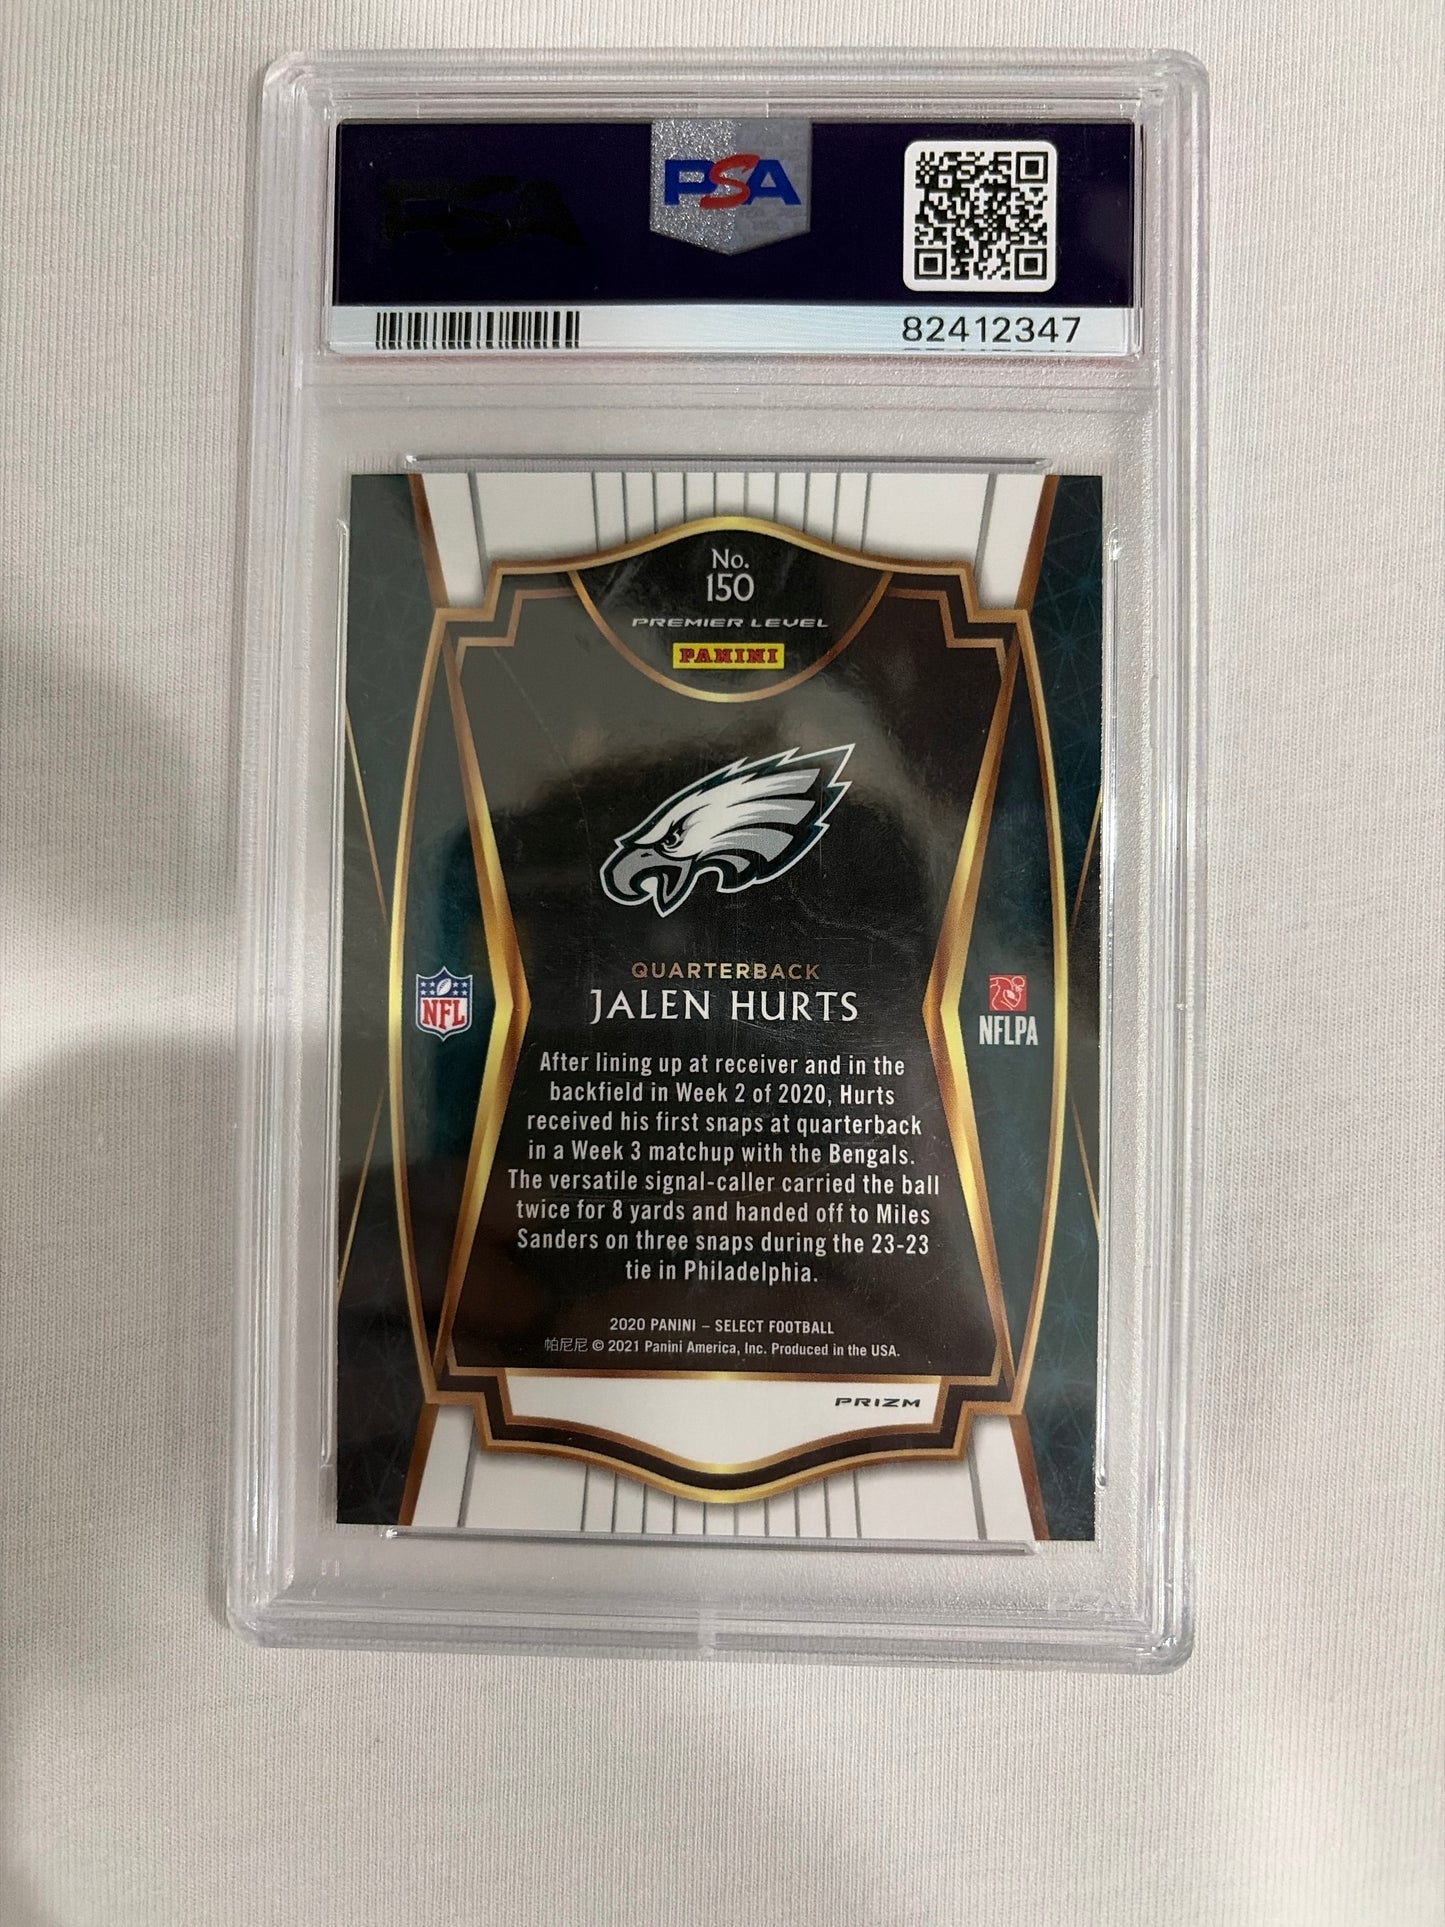 PSA
82412347
No.
150
PREMIER LEVEL
PANINI
QUARTERBACK
JALEN HURTS
NFL
NFLPA
After lining up at receiver and in the
backfield in Week 2 of 2020, Hurts
received his first snaps at quarterback
in a Week 3 matchup with the Bengals.
The versatile signal-caller carried the ball
twice for 8 yards and handed off to Miles
Sanders on three snaps during the 23-23
tie in Philadelphia.
2020 PANINI – SELECT FOOTBALL
帕尼尼 © 2021 Panini America, Inc. Produced in the USA.
PRIZM